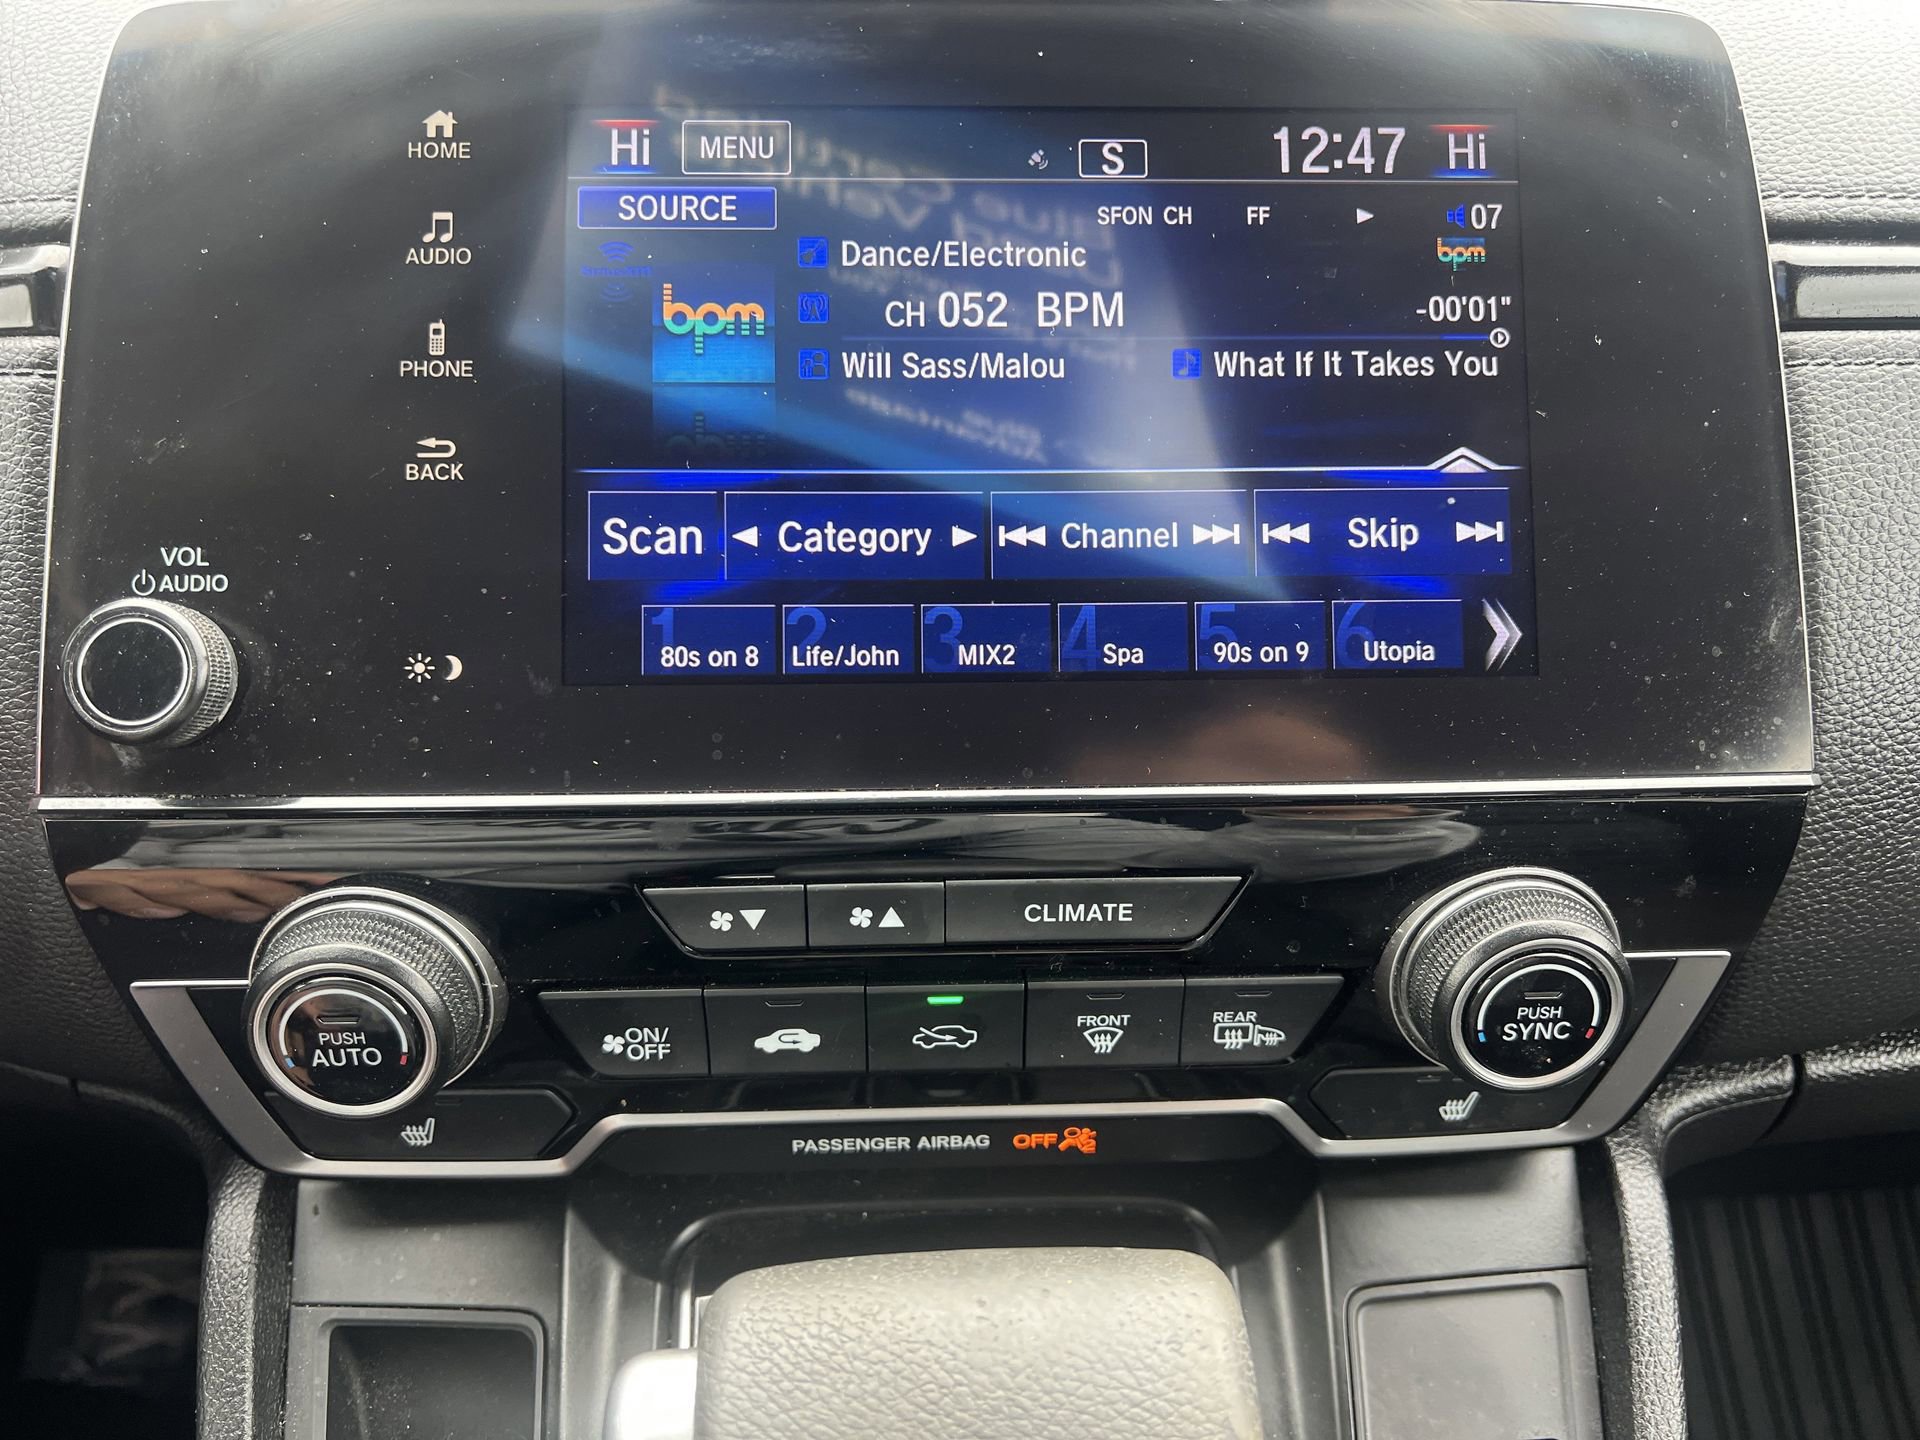 HOME
AUDIO
PHONE
BACK
VOL
AUDIO
Hi MENU S 12:47 Hi
SOURCE SFON CH FF 07
siriusxm
Dance/Electronic bpm
bpm CH 052 BPM -00'01"
Will Sass/Malou What If It Takes You
Scan Category Channel Skip
1 80s on 8 2 Life/John 3 MIX2 4 Spa 5 90s on 9 6 Utopia
CLIMATE
PUSH
AUTO
ON/
OFF
FRONT
REAR
PUSH
SYNC
PASSENGER AIRBAG OFF